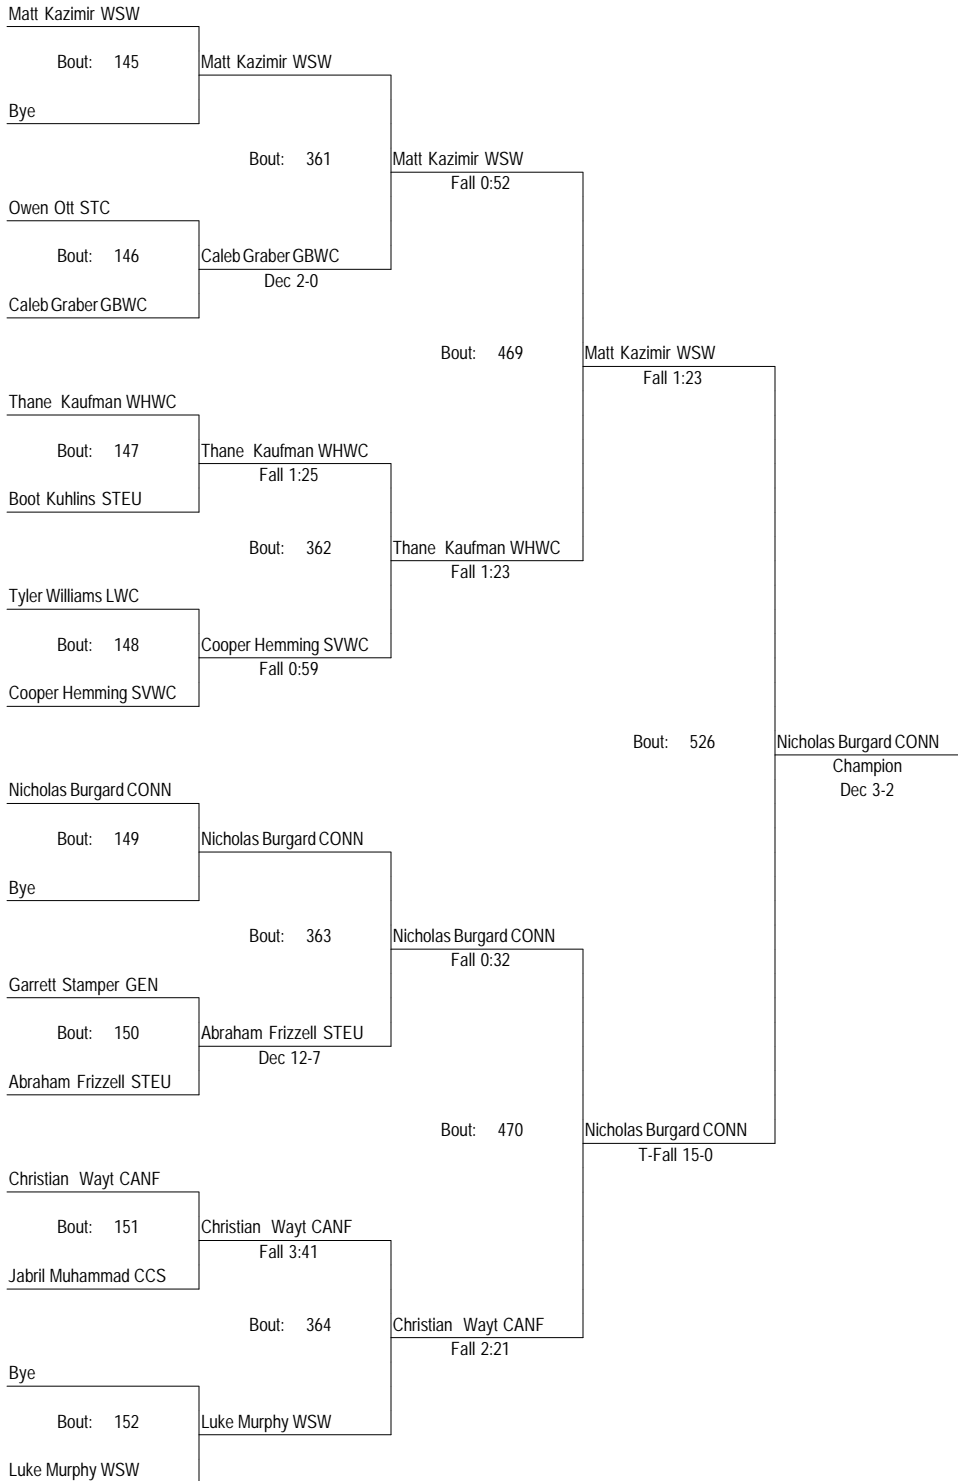 Matt Kazimir WSW
Bout: 145
Matt Kazimir WSW
Bye
Bout: 361
Matt Kazimir WSW
Fall 0:52
Owen Ott STC
Bout: 146
Caleb Graber GBWC
Dec 2-0
Caleb Graber GBWC
Bout: 469
Matt Kazimir WSW
Fall 1:23
Thane Kaufman WHWC
Bout: 147
Thane Kaufman WHWC
Fall 1:25
Boot Kuhlins STEU
Bout: 362
Thane Kaufman WHWC
Fall 1:23
Tyler Williams LWC
Bout: 148
Cooper Hemming SVWC
Fall 0:59
Cooper Hemming SVWC
Bout: 526
Nicholas Burgard CONN
Champion
Dec 3-2
Nicholas Burgard CONN
Bout: 149
Nicholas Burgard CONN
Bye
Bout: 363
Nicholas Burgard CONN
Fall 0:32
Garrett Stamper GEN
Bout: 150
Abraham Frizzell STEU
Dec 12-7
Abraham Frizzell STEU
Bout: 470
Nicholas Burgard CONN
T-Fall 15-0
Christian Wayt CANF
Bout: 151
Christian Wayt CANF
Fall 3:41
Jabril Muhammad CCS
Bout: 364
Christian Wayt CANF
Fall 2:21
Bye
Bout: 152
Luke Murphy WSW
Luke Murphy WSW